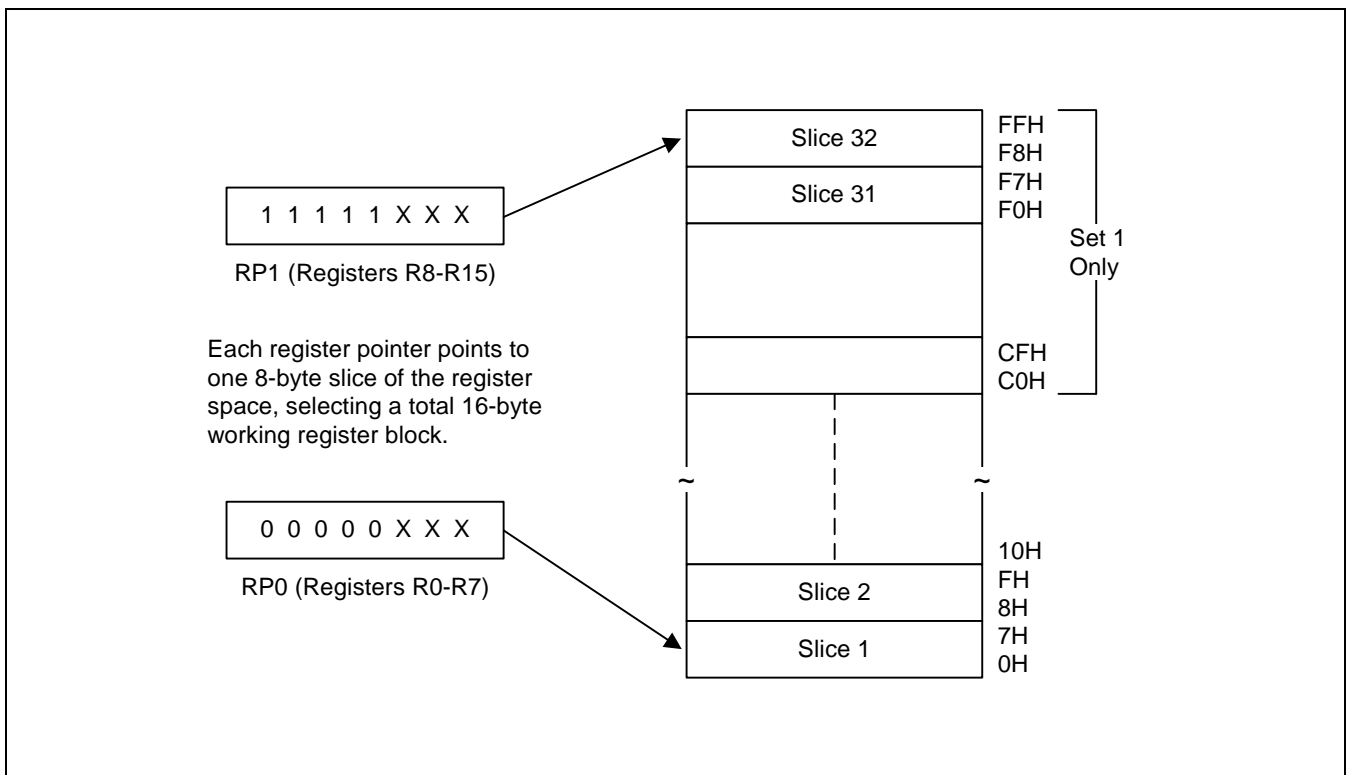 Slice 32
FFH
F8H
Slice 31
F7H
F0H
1 1 1 1 1 X X X
RP1 (Registers R8-R15)
Set 1
Only
Each register pointer points to
one 8-byte slice of the register
space, selecting a total 16-byte
working register block.
CFH
C0H
~ ~
0 0 0 0 0 X X X
RP0 (Registers R0-R7)
10H
Slice 2
FH
8H
Slice 1
7H
0H